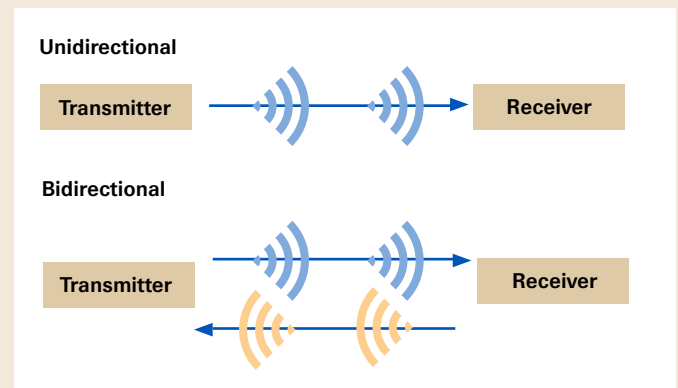 Unidirectional
Transmitter
Receiver
Bidirectional
Transmitter
Receiver